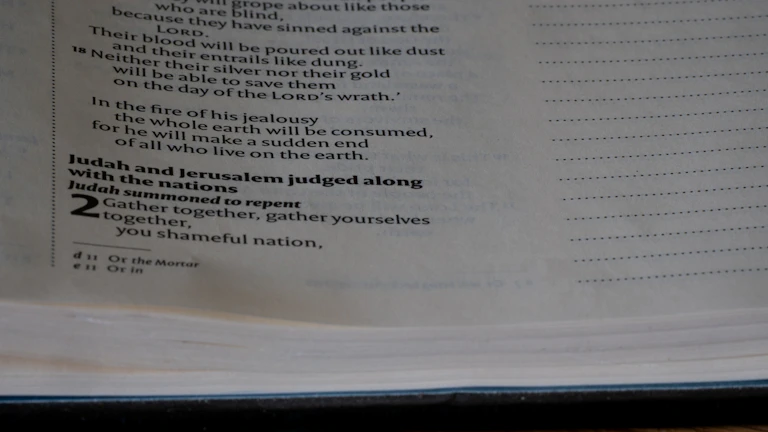 will grope about like those
who are blind,
because they have sinned against the
LORD.
Their blood will be poured out like dust
and their entrails like dung.
18 Neither their silver nor their gold
will be able to save them
on the day of the LORD's wrath.'
In the fire of his jealousy
the whole earth will be consumed,
for he will make a sudden end
of all who live on the earth.
Judah and Jerusalem judged along
with the nations
Judah summoned to repent
2 Gather together, gather yourselves
together,
you shameful nation,
d 11 Or the Mortar
e 11 Or in